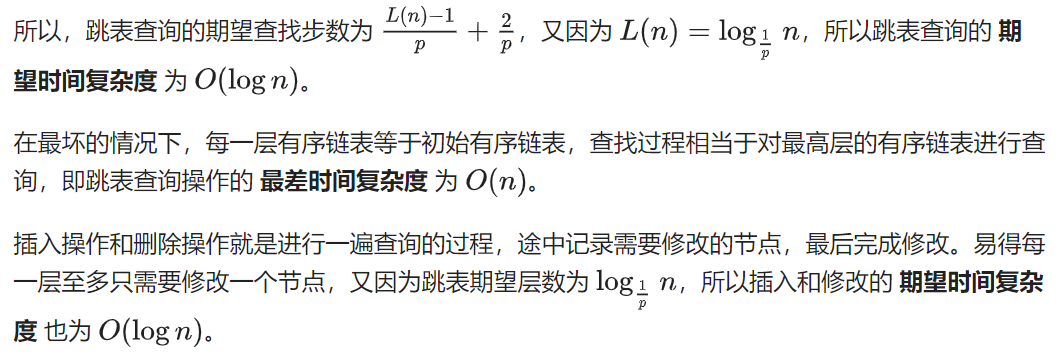 所以，跳表查询的期望查找步数为 $\frac{L(n)-1}{p} + \frac{2}{p}$，又因为 $L(n) = \log_{\frac{1}{p}} n$，所以跳表查询的 期
望时间复杂度 为 $O(\log n)$。
在最坏的情况下，每一层有序链表等于初始有序链表，查找过程相当于对最高层的有序链表进行查
询，即跳表查询操作的 最差时间复杂度 为 $O(n)$。
插入操作和删除操作就是进行一遍查询的过程，途中记录需要修改的节点，最后完成修改。易得每
一层至多只需要修改一个节点，又因为跳表期望层数为 $\log_{\frac{1}{p}} n$，所以插入和修改的 期望时间复杂
度 也为 $O(\log n)$。